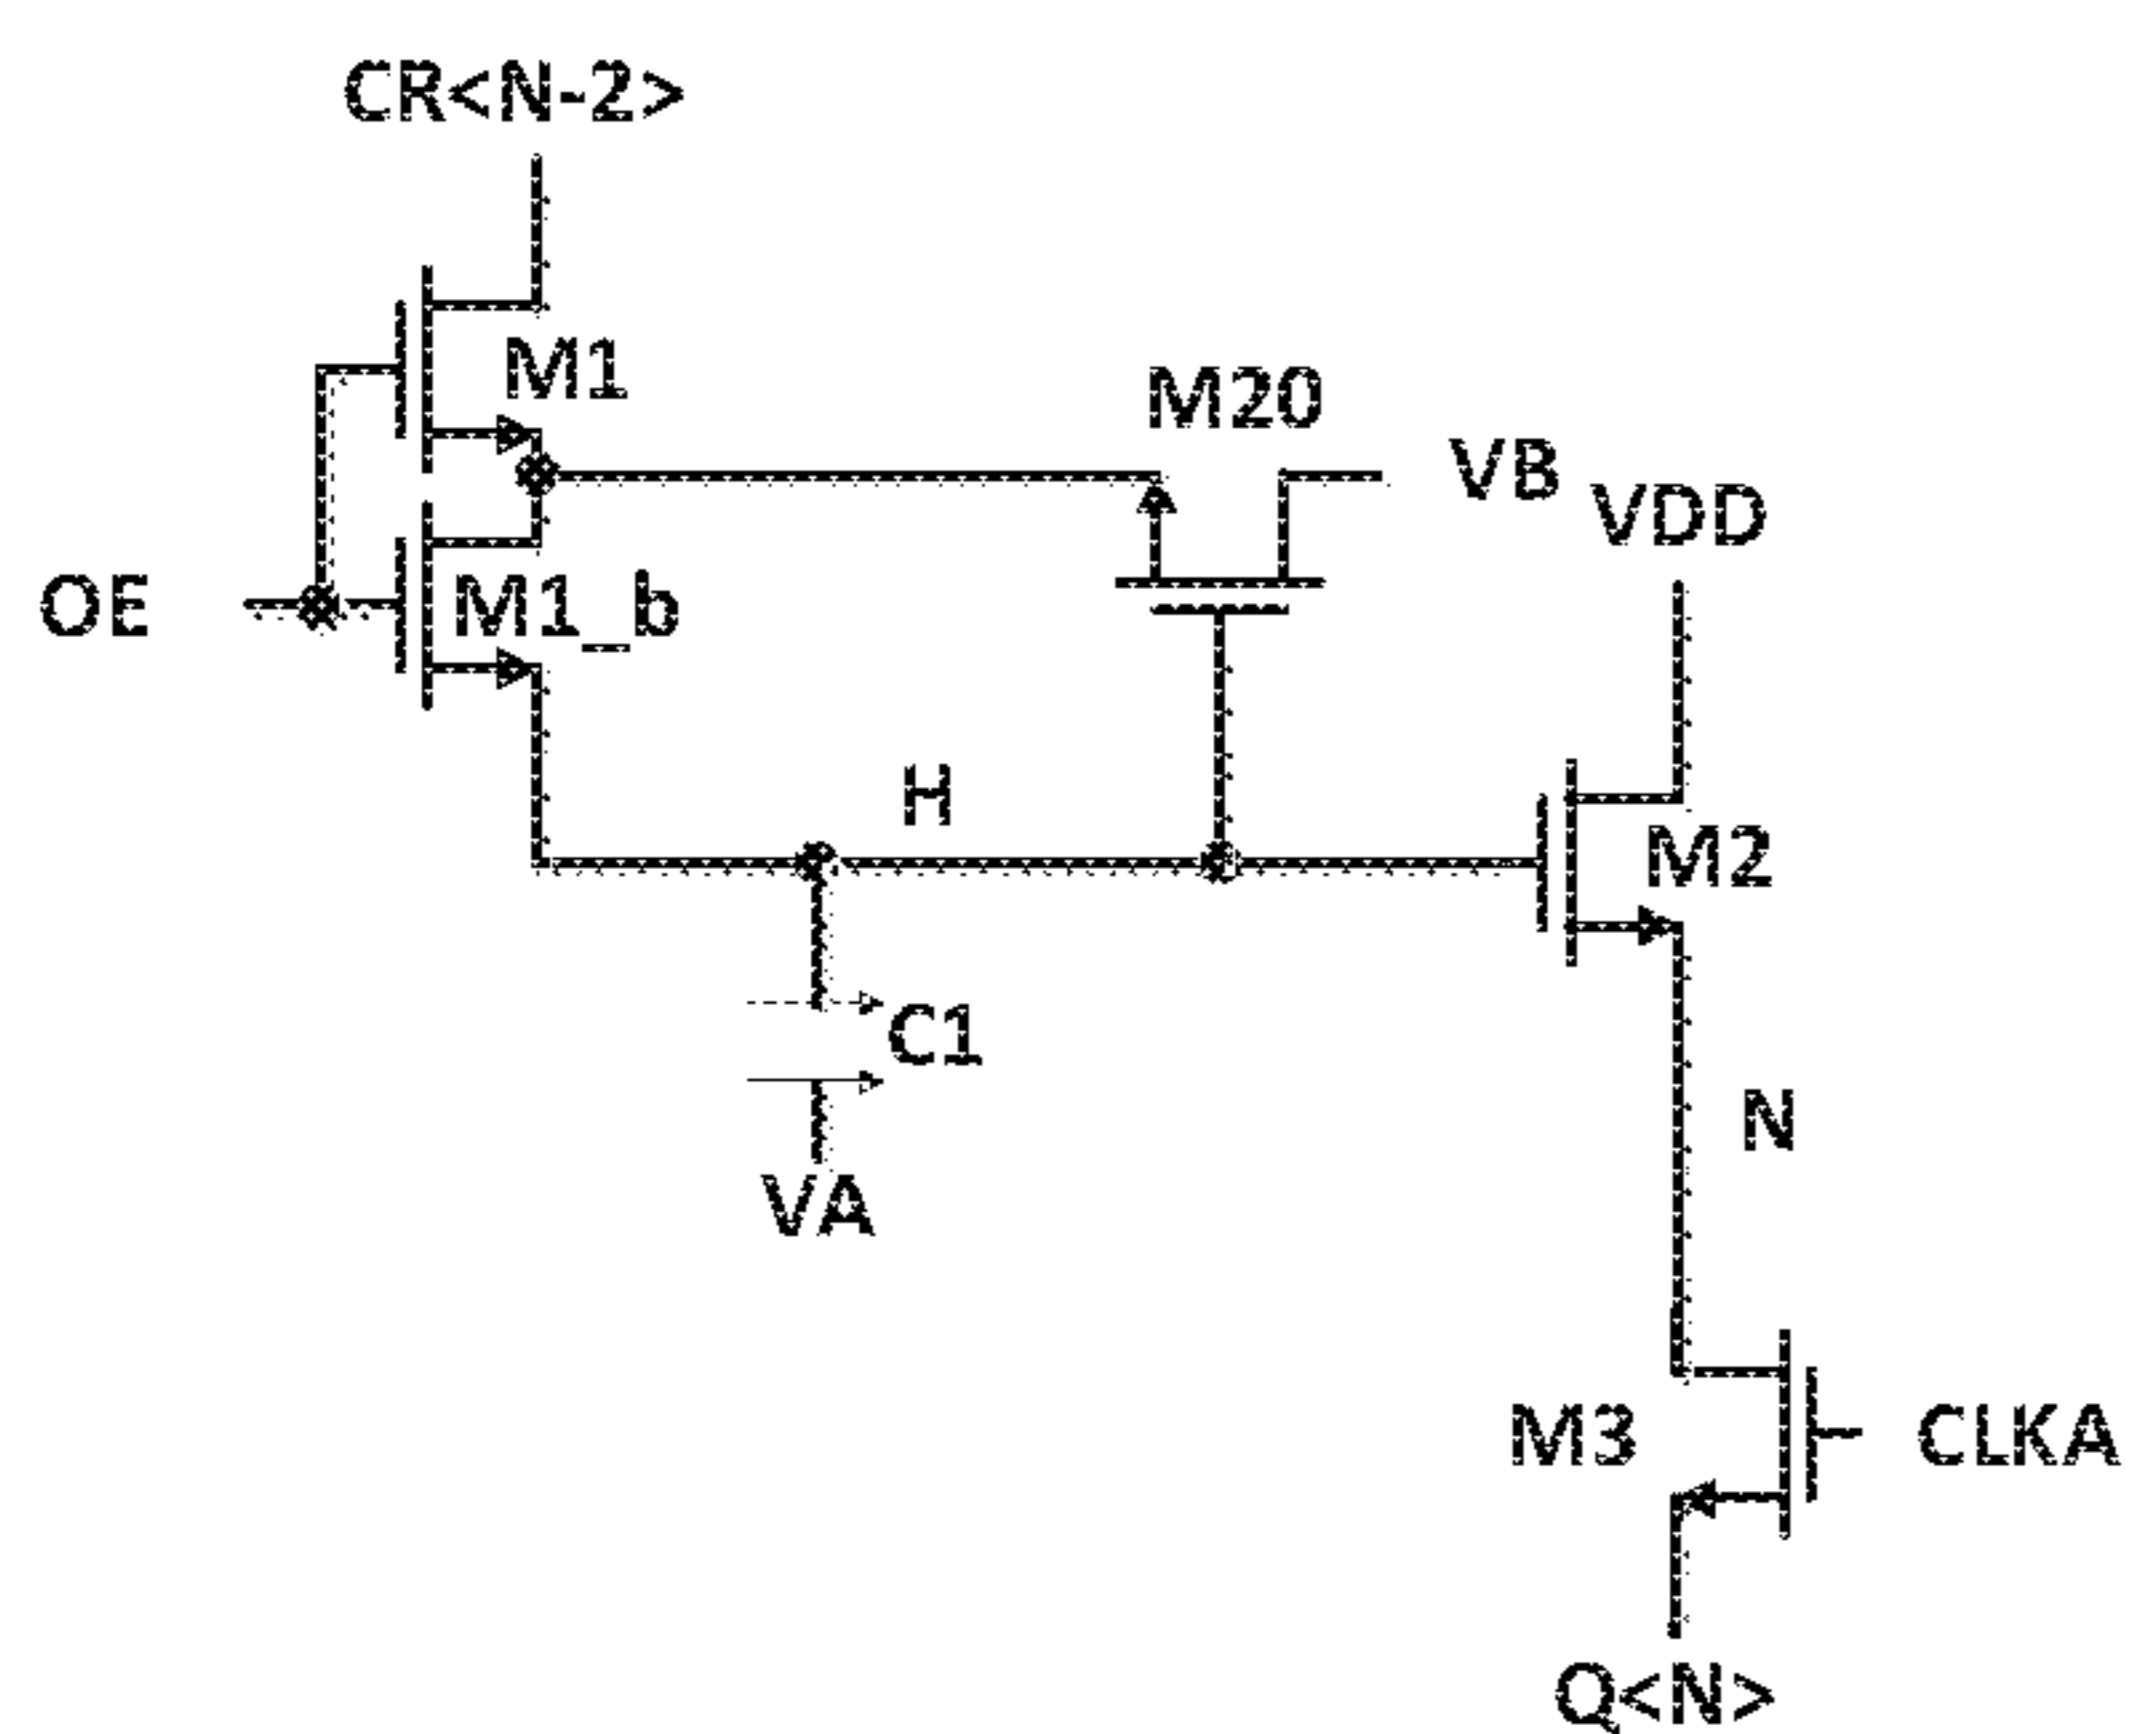 CR<N-2>
M1
M20
VB
VDD
OE
M1_b
H
M2
C1
N
VA
M3
CLKA
Q<N>